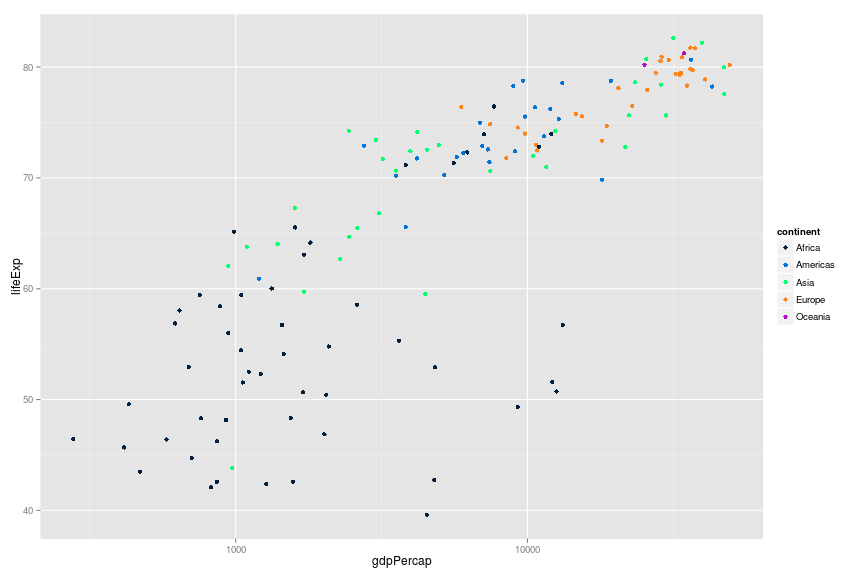 80
70
60
50
40
lifeExp
1000
10000
gdpPercap
continent
Africa
Americas
Asia
Europe
Oceania